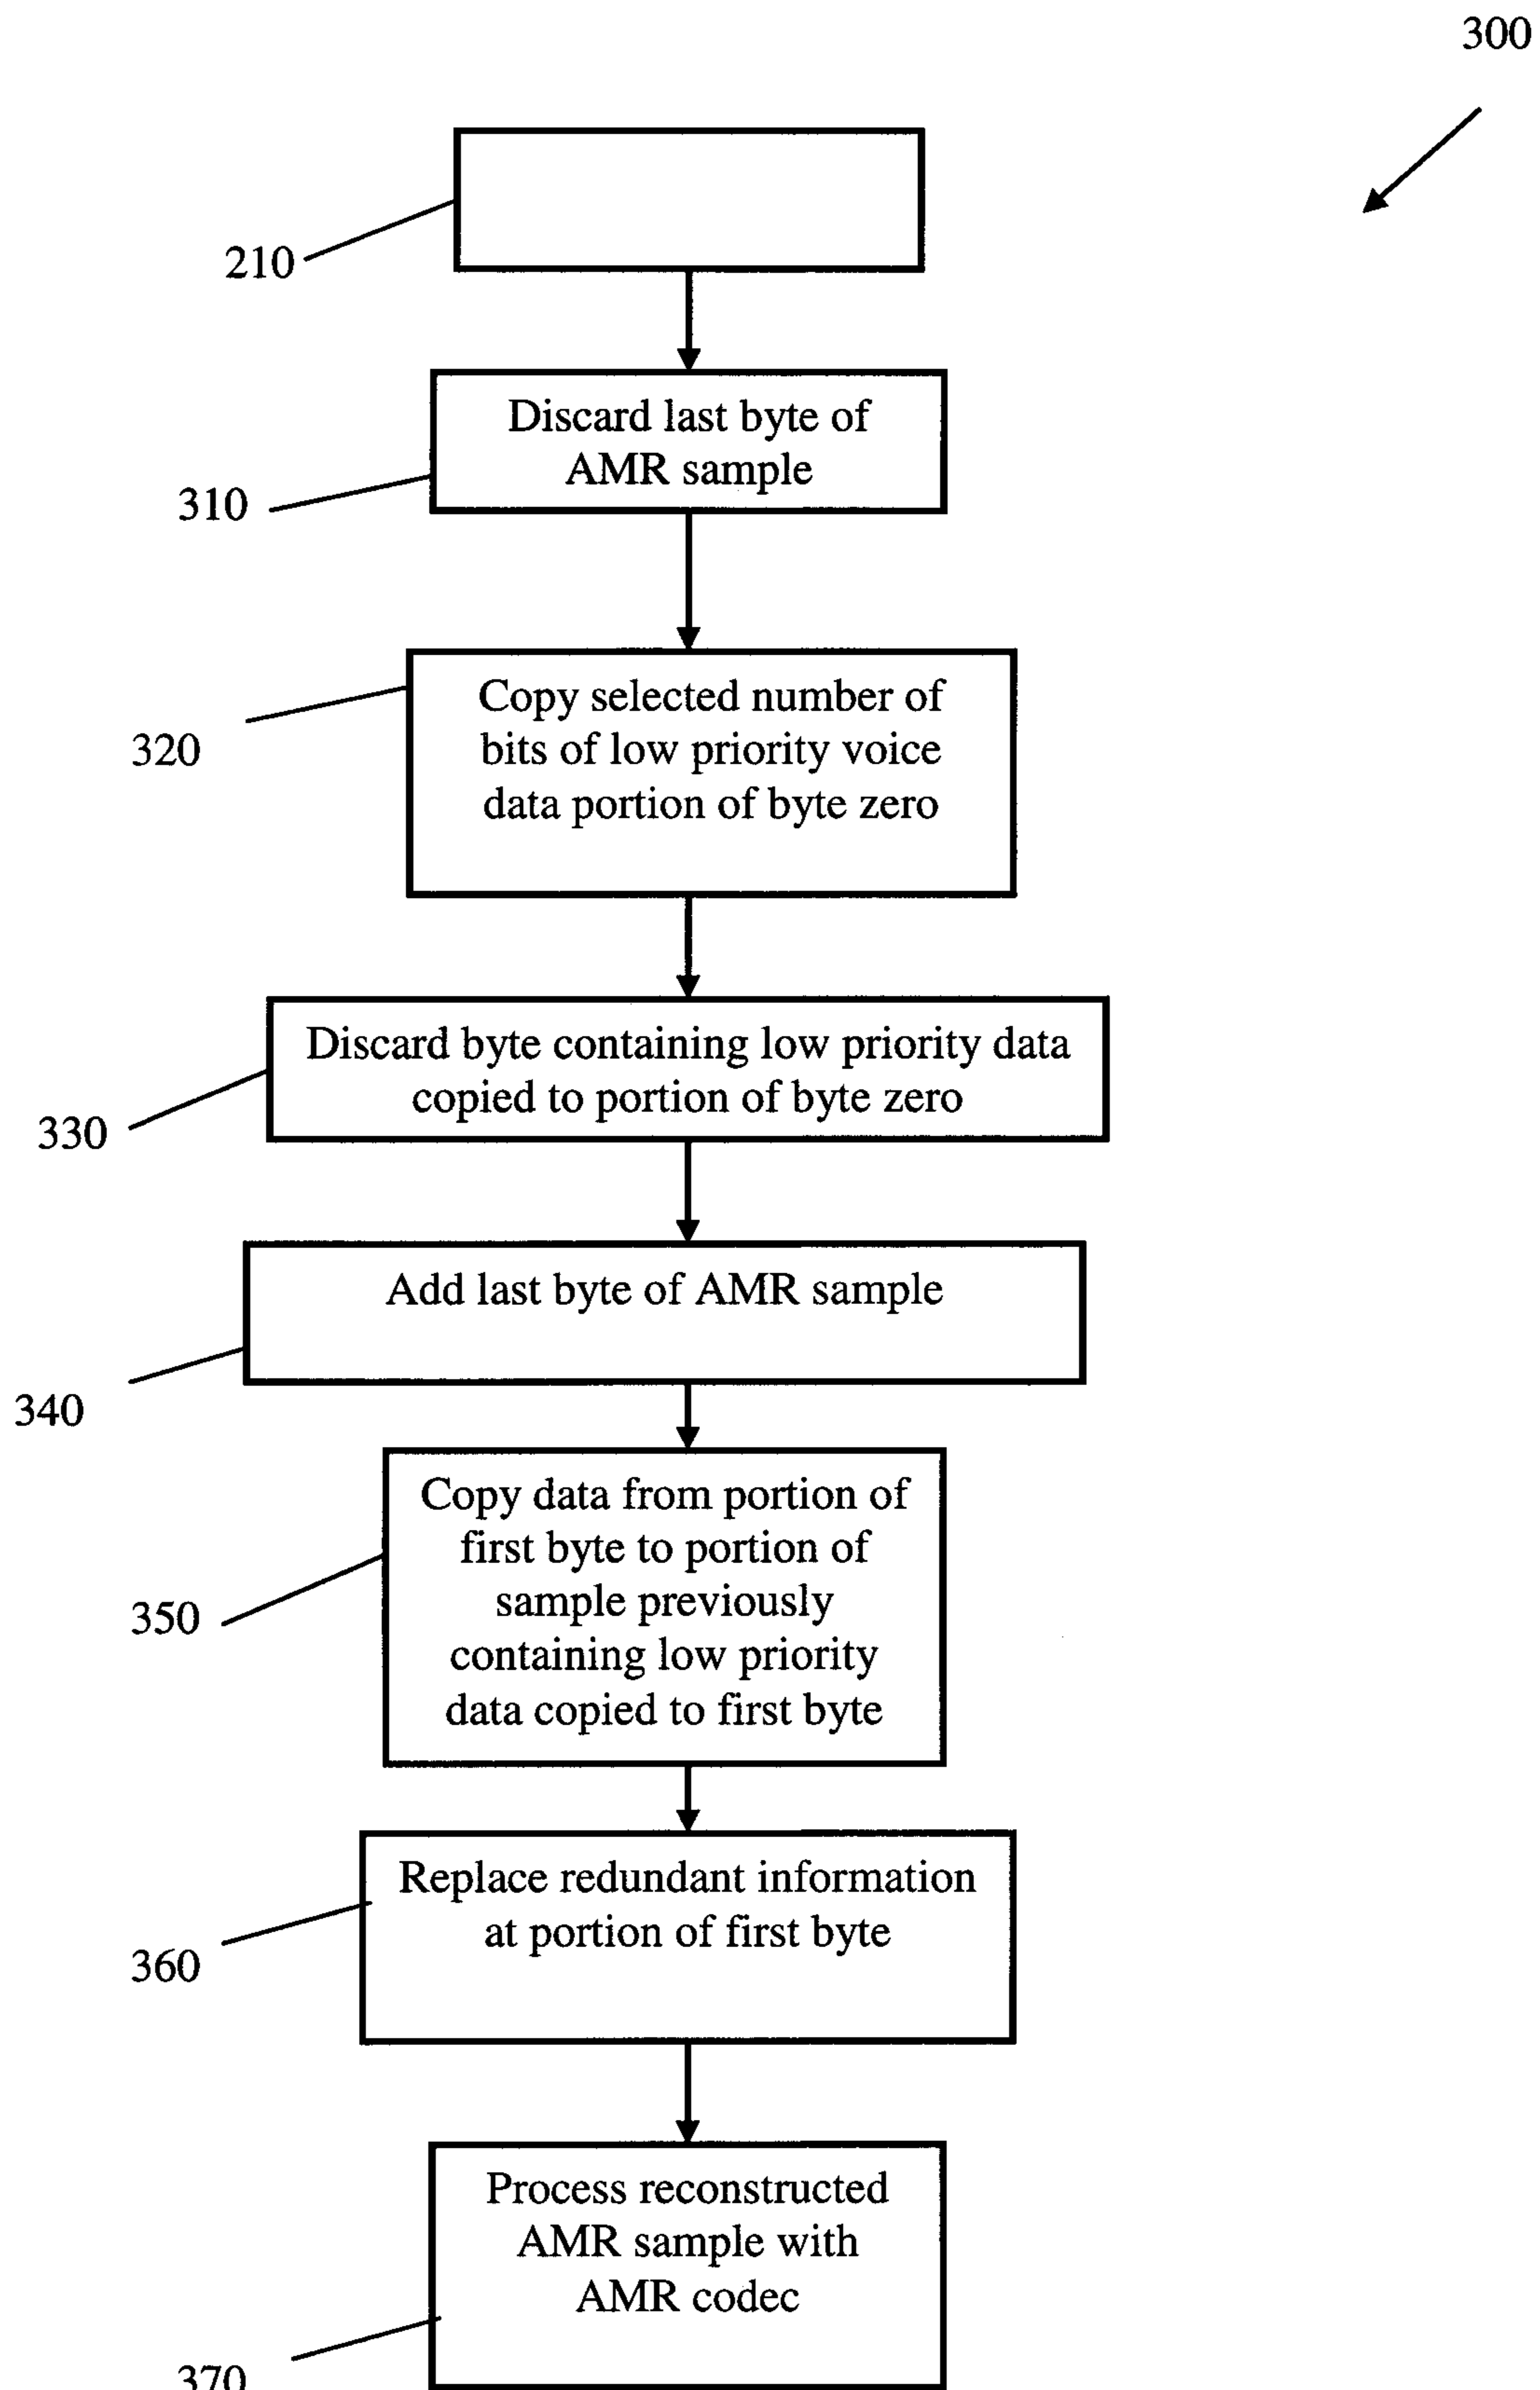 300
210
Discard last byte of
AMR sample
310
Copy selected number of
bits of low priority voice
data portion of byte zero
320
Discard byte containing low priority data
copied to portion of byte zero
330
Add last byte of AMR sample
340
Copy data from portion of
first byte to portion of
sample previously
containing low priority
data copied to first byte
350
Replace redundant information
at portion of first byte
360
Process reconstructed
AMR sample with
AMR codec
370